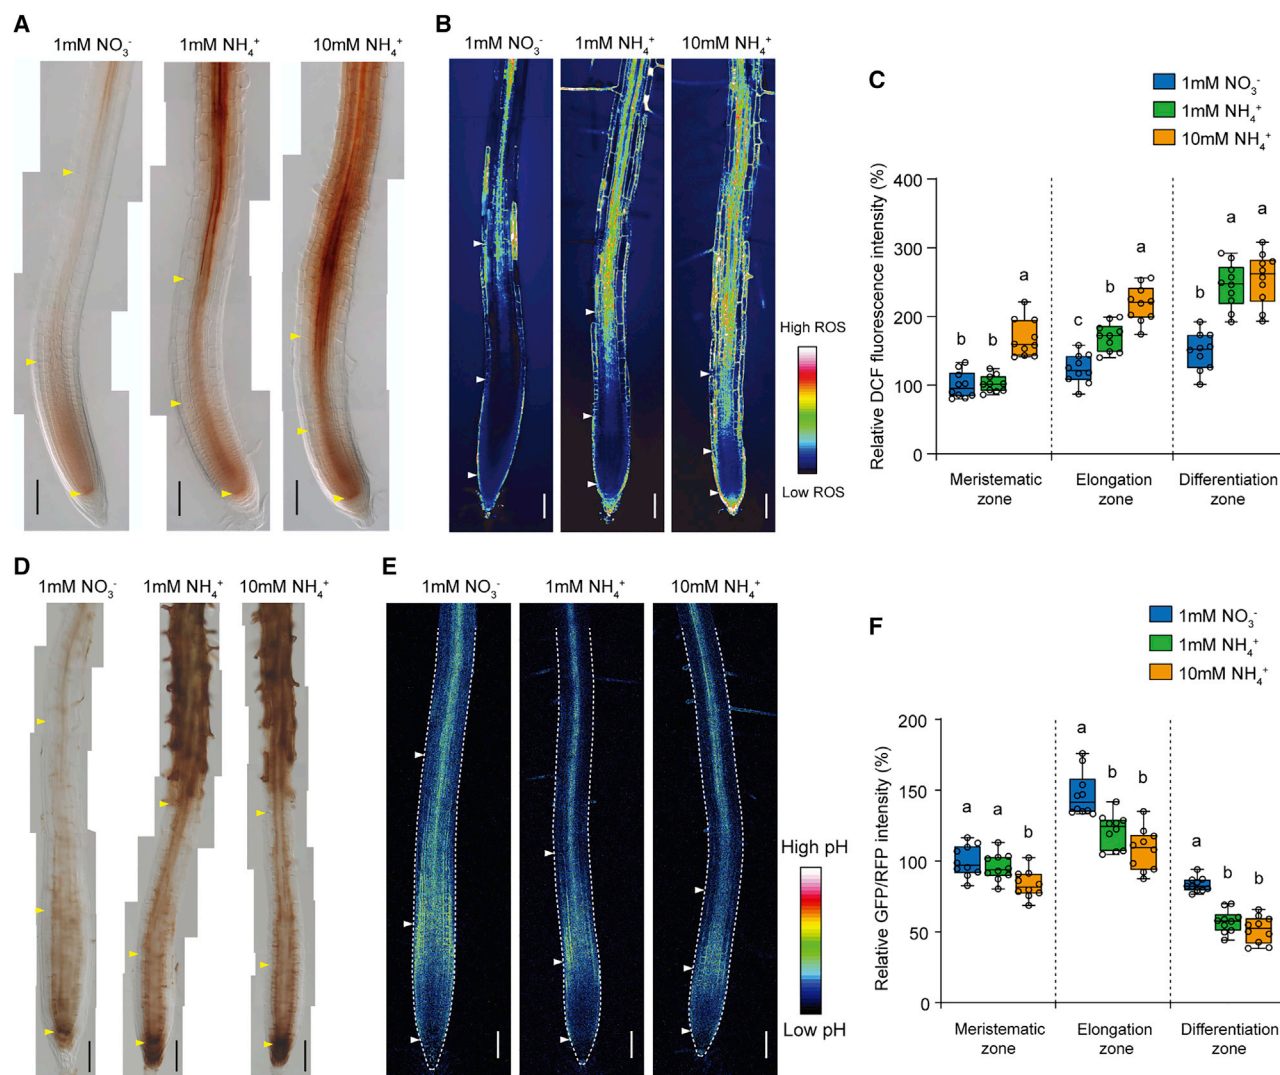 A
1mM NO₃⁻
1mM NH₄⁺
10mM NH₄⁺
B
1mM NO₃⁻
1mM NH₄⁺
10mM NH₄⁺
High ROS
Low ROS
C
1mM NO₃⁻
1mM NH₄⁺
10mM NH₄⁺
Relative DCF fluorescence intensity (%)
400
300
200
100
0
b
b
a
c
b
a
b
a
a
Meristematic zone
Elongation zone
Differentiation zone
D
1mM NO₃⁻
1mM NH₄⁺
10mM NH₄⁺
E
1mM NO₃⁻
1mM NH₄⁺
10mM NH₄⁺
High pH
Low pH
F
1mM NO₃⁻
1mM NH₄⁺
10mM NH₄⁺
Relative GFP/RFP intensity (%)
200
150
100
50
0
a
a
b
a
b
b
a
b
b
Meristematic zone
Elongation zone
Differentiation zone